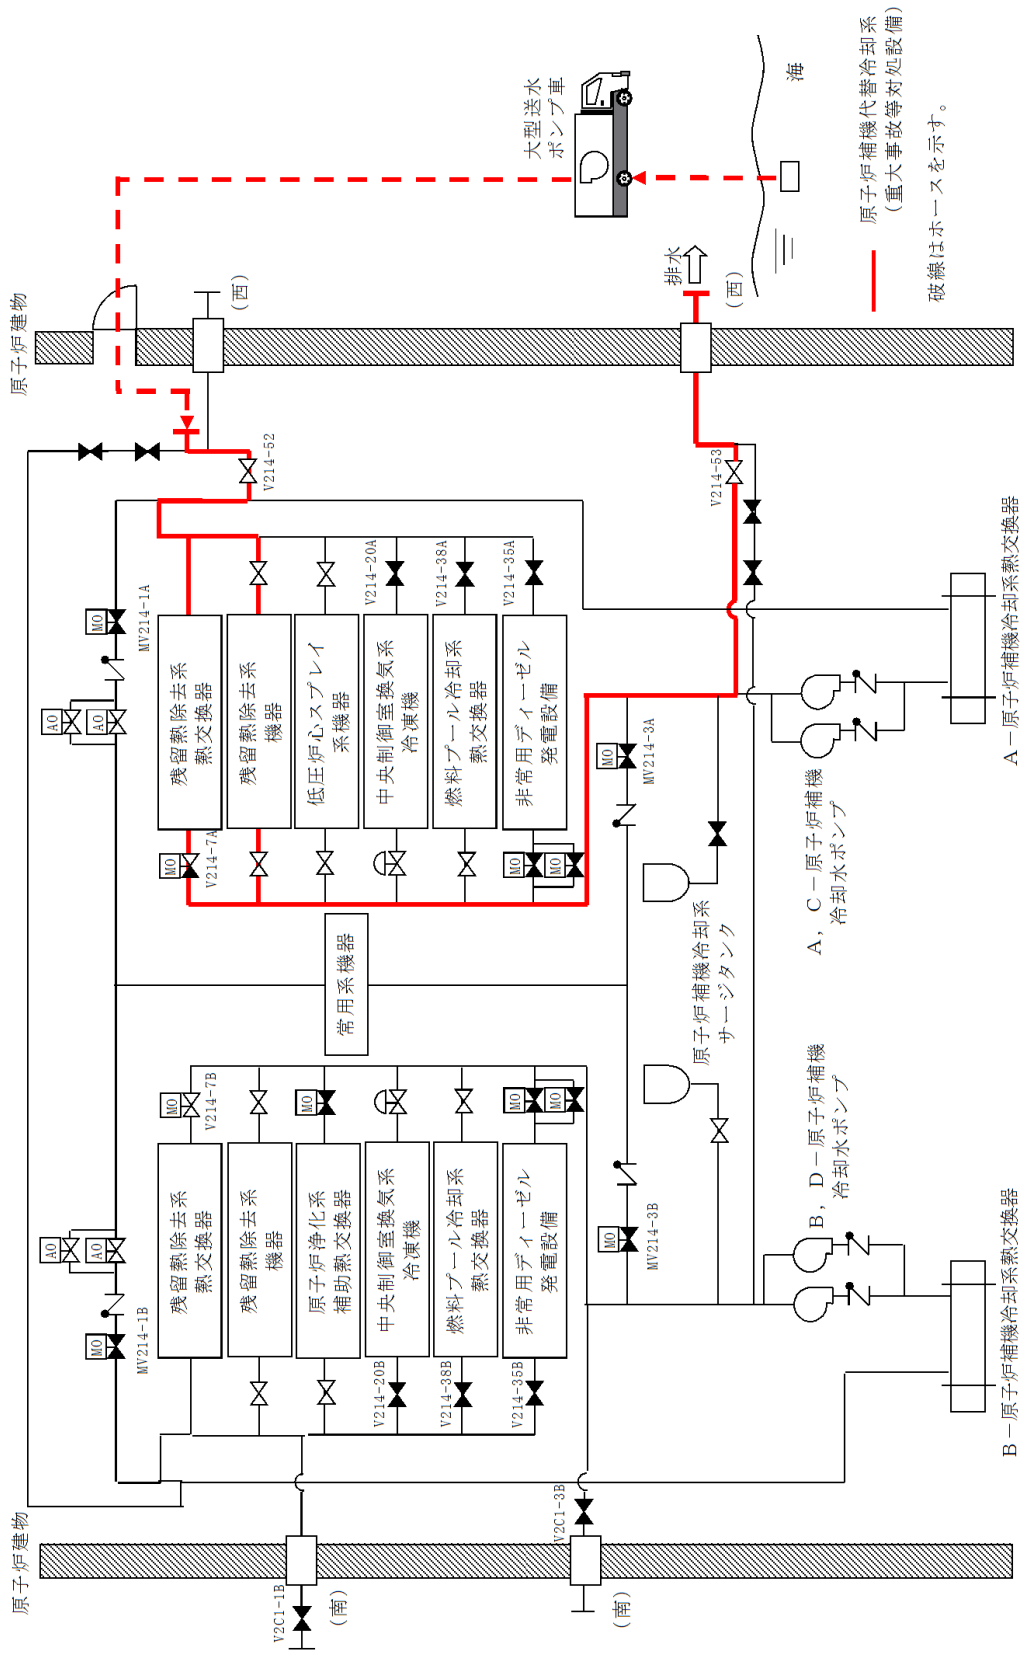 原子炉建物
(南)
V2C1-1B
(南)
V2C1-3B
MO
MV214-1B
AO
AO
残留熱除去系
熱交換器
残留熱除去系
機器
原子炉浄化系
補助熱交換器
中央制御室換気系
冷凍機
燃料プール冷却系
熱交換器
非常用ディーゼル
発電設備
V214-20B
V214-38B
V214-35B
MO
V214-7B
MO
MO
MO
MO
MV214-3B
B, D－原子炉補機
冷却水ポンプ
B－原子炉補機冷却系熱交換器
常用系機器
原子炉補機冷却系
サージタンク
AO
AO
MO
MV214-1A
MO
V214-7A
残留熱除去系
熱交換器
残留熱除去系
機器
低圧炉心スプレイ
系機器
中央制御室換気系
冷凍機
燃料プール冷却系
熱交換器
非常用ディーゼル
発電設備
MO
MO
V214-20A
V214-38A
V214-35A
MO
MV214-3A
A, C－原子炉補機
冷却水ポンプ
A－原子炉補機冷却系熱交換器
V214-52
V214-53
原子炉建物
(西)
排水
(西)
大型送水
ポンプ車
海
原子炉補機代替冷却系
(重大事故等対処設備)
破線はホースを示す。